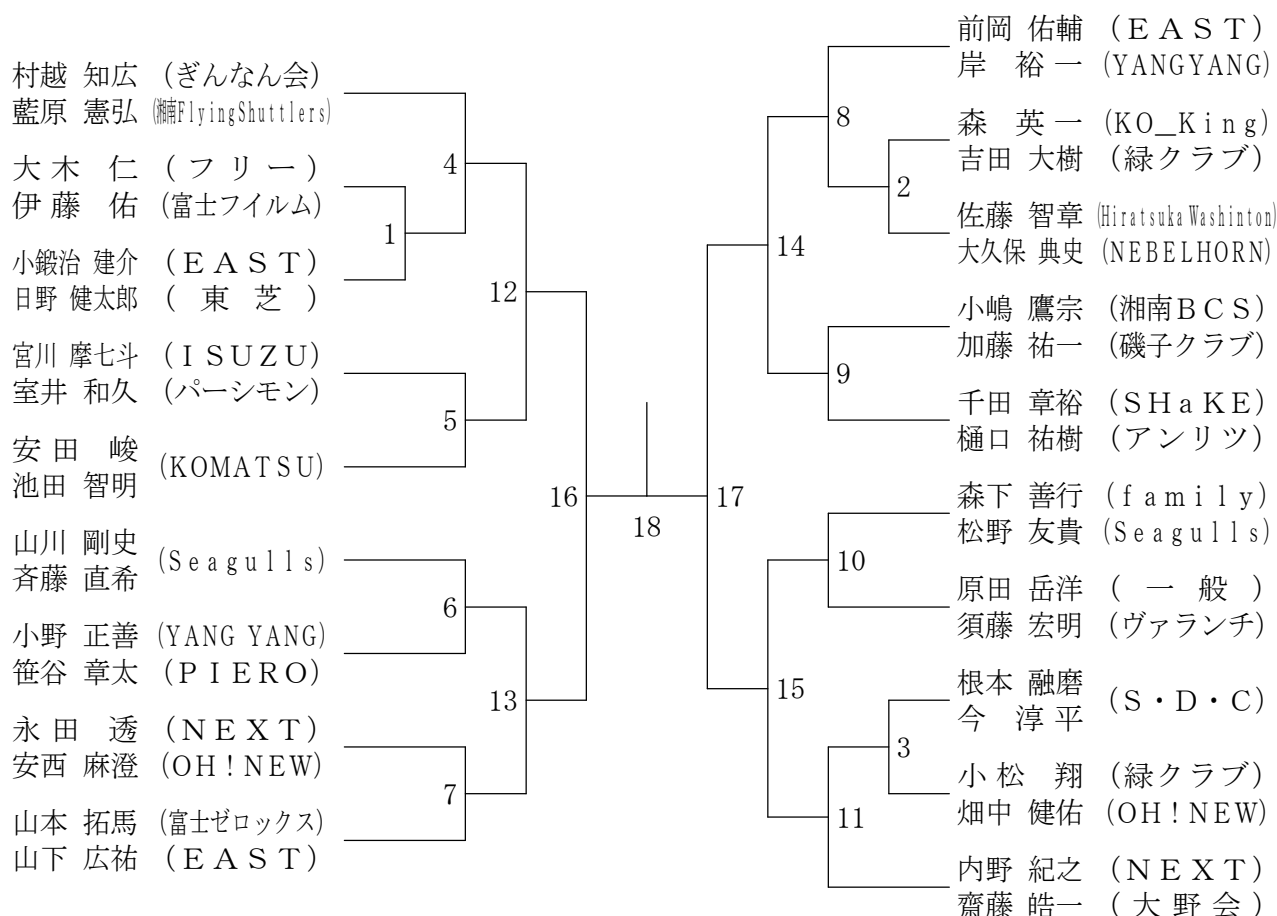 村越 知広 (ぎんなん会)
藍原 憲弘 (湘南FlyingShuttlers)
大木 仁 (フリー)
伊藤 佑 (富士フイルム)
小鍛治 建介 (EAST)
日野 健太郎 (東芝)
宮川 摩七斗 (ISUZU)
室井 和久 (パーシモン)
安田 峻
池田 智明
(KOMATSU)
山川 剛史
斉藤 直希
(Seagulls)
小野 正善 (YANG YANG)
笹谷 章太 (PIERO)
永田 透 (NEXT)
安西 麻澄 (OH!NEW)
山本 拓馬 (富士ゼロックス)
山下 広祐 (EAST)
4
1
12
5
16
6
13
7
18
17
14
8
2
9
10
15
3
11
前岡 佑輔 (EAST)
岸 裕一 (YANGYANG)
森 英一 (KO_King)
吉田 大樹 (緑クラブ)
佐藤 智章 (Hiratsuka Washinton)
大久保 典史 (NEBELHORN)
小嶋 鷹宗 (湘南BCS)
加藤 祐一 (磯子クラブ)
千田 章裕 (SHaKE)
樋口 祐樹 (アンリツ)
森下 善行 (family)
松野 友貴 (Seagulls)
原田 岳洋 (一般)
須藤 宏明 (ヴァランチ)
根本 融磨
今 淳平
(S・D・C)
小松 翔 (緑クラブ)
畑中 健佑 (OH!NEW)
内野 紀之 (NEXT)
齋藤 皓一 (大野会)